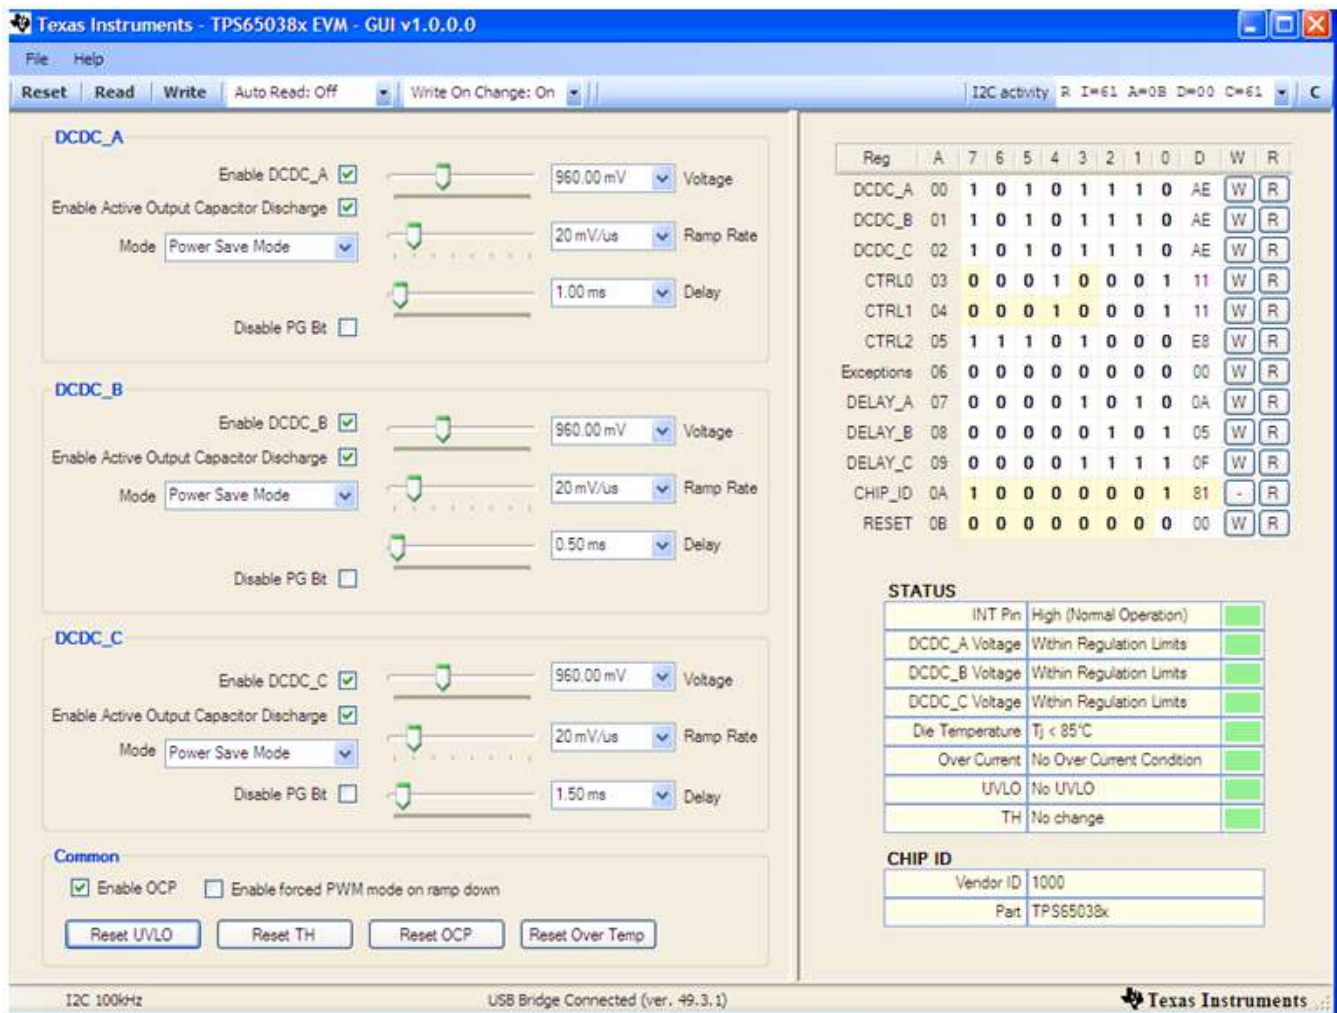 Texas Instruments - TPS65038x EVM - GUI v1.0.0.0
File Help
Reset Read Write Auto Read: Off Write On Change: On I2C activity R I=61 A=0B D=00 C=61 C
DCDC_A
Enable DCDC_A 960.00 mV Voltage
Enable Active Output Capacitor Discharge
Mode Power Save Mode 20 mV/us Ramp Rate
1.00 ms Delay
Disable PG Bit
DCDC_B
Enable DCDC_B 960.00 mV Voltage
Enable Active Output Capacitor Discharge
Mode Power Save Mode 20 mV/us Ramp Rate
0.50 ms Delay
Disable PG Bit
DCDC_C
Enable DCDC_C 960.00 mV Voltage
Enable Active Output Capacitor Discharge
Mode Power Save Mode 20 mV/us Ramp Rate
Disable PG Bit 1.50 ms Delay
Common
Enable OCP Enable forced PWM mode on ramp down
Reset UVLO Reset TH Reset OCP Reset Over Temp
Reg A 7 6 5 4 3 2 1 0 D W R
DCDC_A 00 1 0 1 0 1 1 1 0 AE W R
DCDC_B 01 1 0 1 0 1 1 1 0 AE W R
DCDC_C 02 1 0 1 0 1 1 1 0 AE W R
CTRL0 03 0 0 0 1 0 0 0 1 11 W R
CTRL1 04 0 0 0 1 0 0 0 1 11 W R
CTRL2 05 1 1 1 0 1 0 0 0 E8 W R
Exceptions 06 0 0 0 0 0 0 0 0 00 W R
DELAY_A 07 0 0 0 0 1 0 1 0 0A W R
DELAY_B 08 0 0 0 0 0 1 0 1 05 W R
DELAY_C 09 0 0 0 0 1 1 1 1 0F W R
CHIP_ID 0A 1 0 0 0 0 0 0 1 81 - R
RESET 0B 0 0 0 0 0 0 0 0 00 W R
STATUS
INT Pin High (Normal Operation)
DCDC_A Voltage Within Regulation Limits
DCDC_B Voltage Within Regulation Limits
DCDC_C Voltage Within Regulation Limits
Die Temperature Tj < 85°C
Over Current No Over Current Condition
UVLO No UVLO
TH No change
CHIP ID
Vendor ID 1000
Part TPS65038x
I2C 100kHz USB Bridge Connected (ver. 49.3.1) Texas Instruments